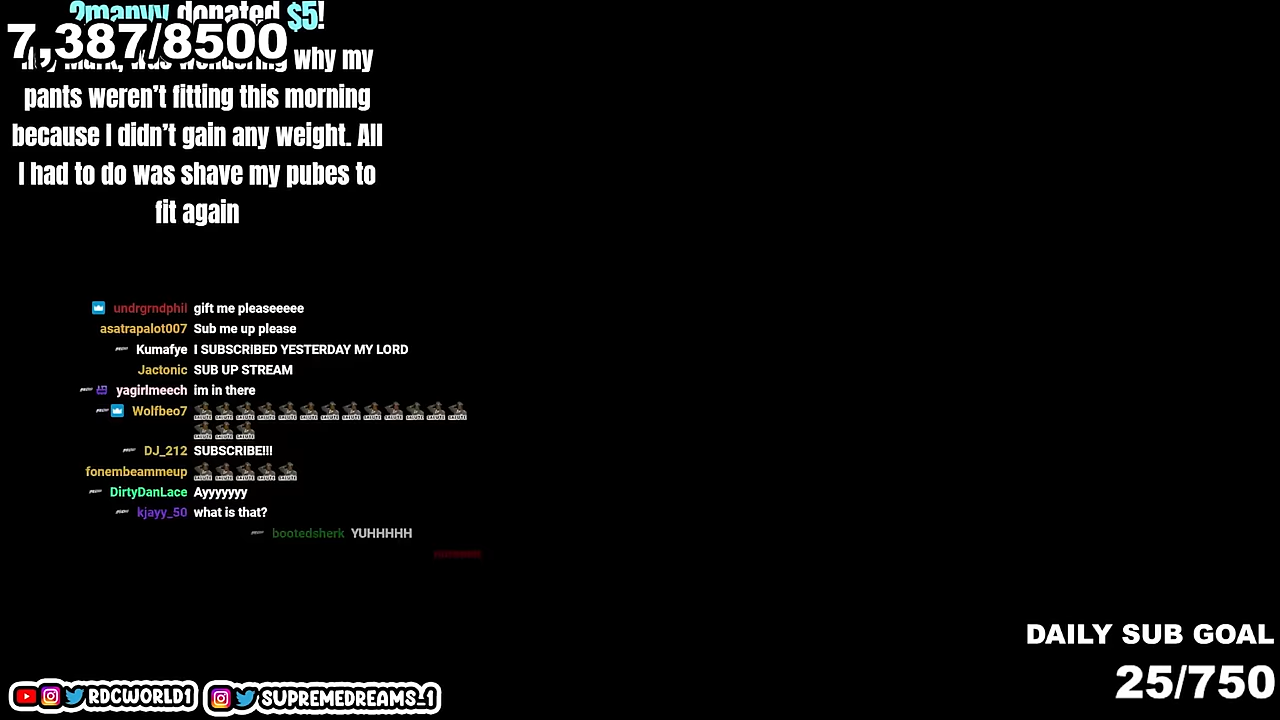 2manyy donated $5!
7,387/8500
wondering why my
pants weren't fitting this morning
because I didn't gain any weight. All
I had to do was shave my pubes to
fit again
undrgrndphil gift me pleaseeeee
asatrapalot007 Sub me up please
Kumafye I SUBSCRIBED YESTERDAY MY LORD
Jactonic SUB UP STREAM
yagirlmeech im in there
Wolfbeo7
DJ_212 SUBSCRIBE!!!
fonembeammeup
DirtyDanLace Ayyyyyyy
kjayy_50 what is that?
bootedsherk YUHHHHH
DAILY SUB GOAL
25/750
RDCWORLD1 SUPREMEDREAMS_1